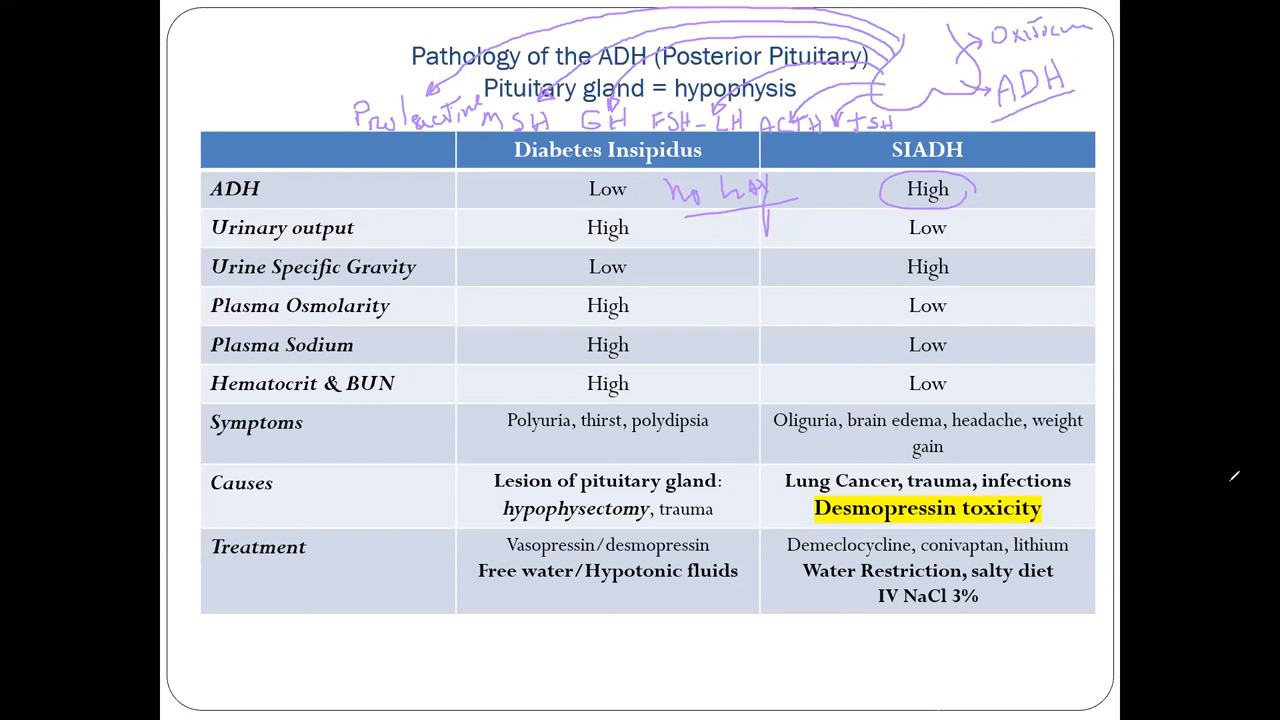 Oxitocin
Pathology of the ADH (Posterior Pituitary)
Pituitary gland = hypophysis
ADH
Prolactine MSH GH FSH-LH ACTH TSH
Diabetes Insipidus SIADH
ADH Low no hay High
Urinary output High Low
Urine Specific Gravity Low High
Plasma Osmolarity High Low
Plasma Sodium High Low
Hematocrit & BUN High Low
Symptoms Polyuria, thirst, polydipsia Oliguria, brain edema, headache, weight
gain
Causes Lesion of pituitary gland: Lung Cancer, trauma, infections
hypophysectomy, trauma Desmopressin toxicity
Treatment Vasopressin/desmopressin Demeclocycline, conivaptan, lithium
Free water/Hypotonic fluids Water Restriction, salty diet
IV NaCl 3%